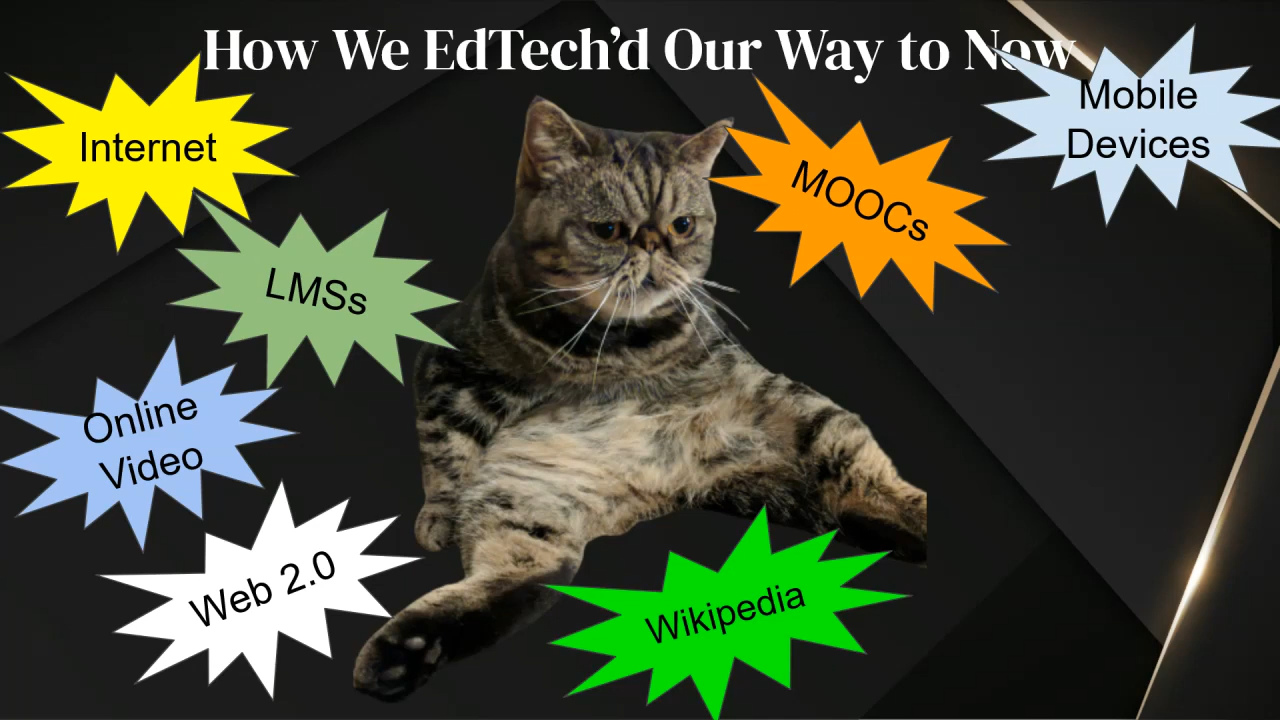 How We EdTech’d Our Way to Now
Internet
Mobile
Devices
MOOCs
LMSs
Online
Video
Web 2.0
Wikipedia